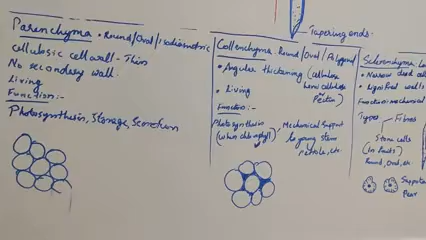 Tapering ends.
Parenchyma • Round/Oval/Isodiametric
cellulosic cell wall - Thin
No secondary wall.
Living
Function:-
Photosynthesis, Storage, Secretion
Collenchyma - Round/Oval/Polygonal
• Angular thickening (cellulose
hemicellulose
Pectin)
• Living
Function:-
Photosynthesis
(when chlorophyll)
Mechanical Support
to young stem
petiole, etc.
Sclerenchyma -
• Narrow dead cell
• Lignified walls
Function: mechanical
Types Fibres
Stone cells
(In fruits)
Round, Oval, etc
Sapota
Pear